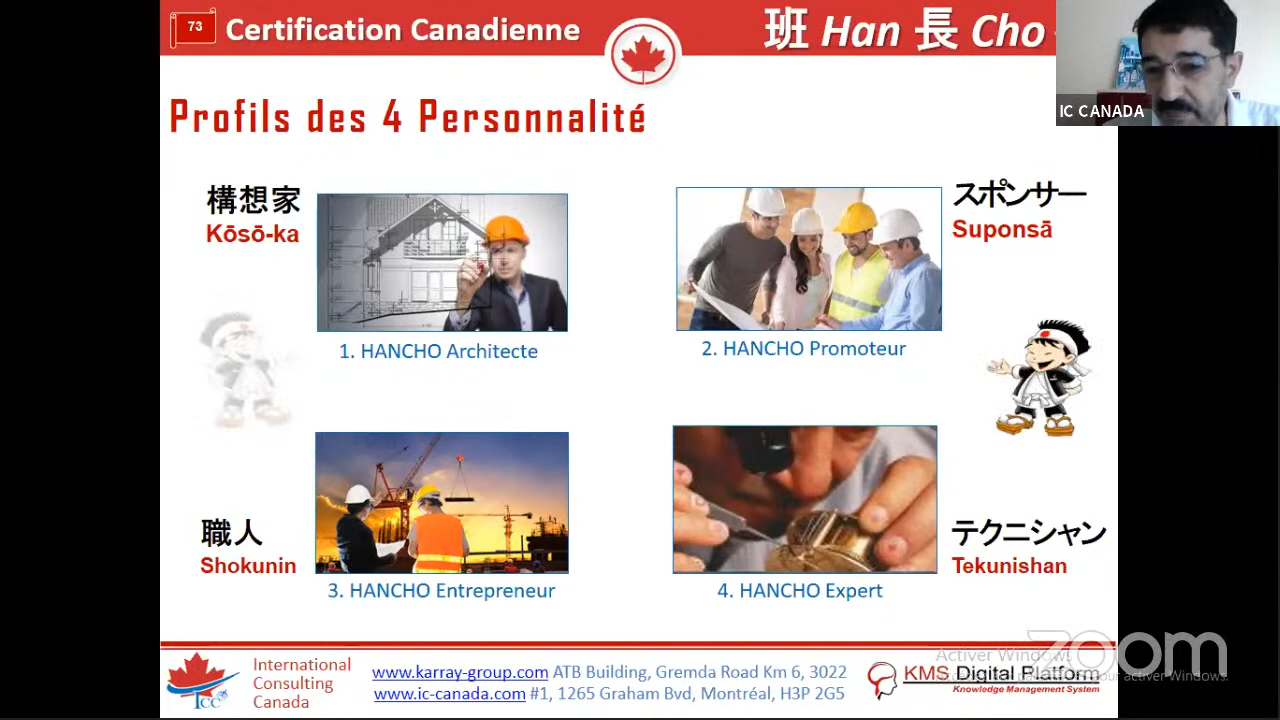 73
Certification Canadienne
班 Han 長 Cho
IC CANADA
Profils des 4 Personnalité
構想家
Kōsō-ka
スポンサー
Suponsā
1. HANCHO Architecte
2. HANCHO Promoteur
職人
Shokunin
テクニシャン
Tekunishan
3. HANCHO Entrepreneur
4. HANCHO Expert
zoom
Activer Windows
our activer Windows.
ICC
International
Consulting
Canada
www.karray-group.com ATB Building, Gremda Road Km 6, 3022
www.ic-canada.com #1, 1265 Graham Bvd, Montréal, H3P 2G5
KMS Digital Platform
Knowledge Management System